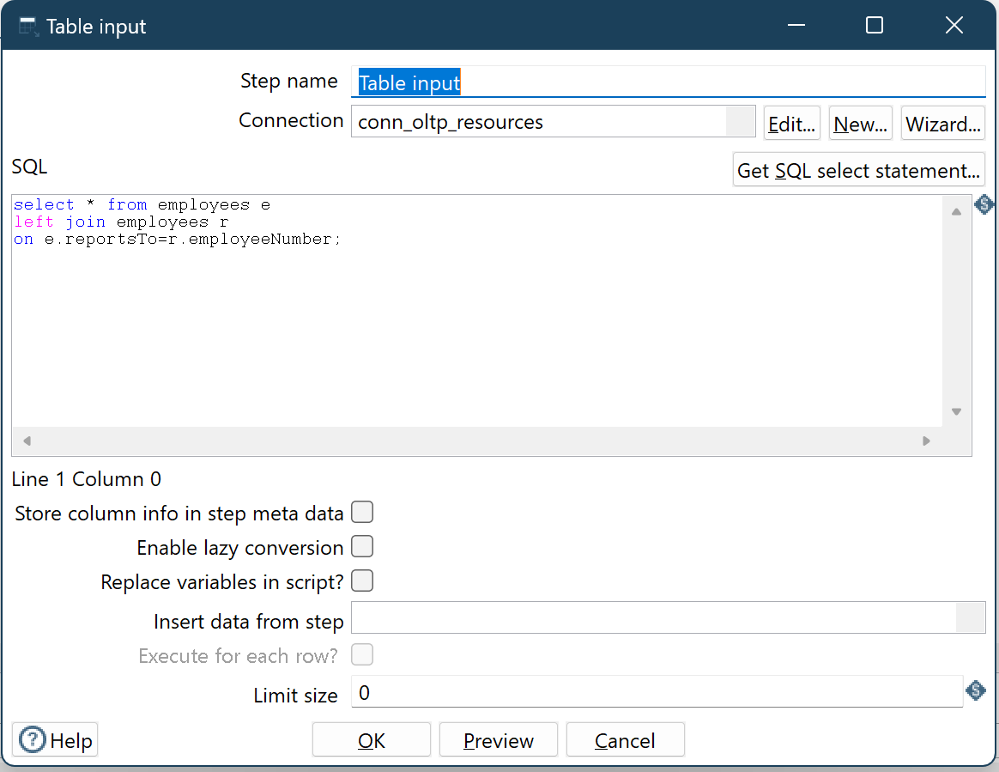 Table input
Step name Table input
Connection conn_oltp_resources Edit... New... Wizard...
SQL Get SQL select statement...
select * from employees e
left join employees r
on e.reportsTo=r.employeeNumber;
Line 1 Column 0
Store column info in step meta data
Enable lazy conversion
Replace variables in script?
Insert data from step
Execute for each row?
Limit size 0
Help OK Preview Cancel